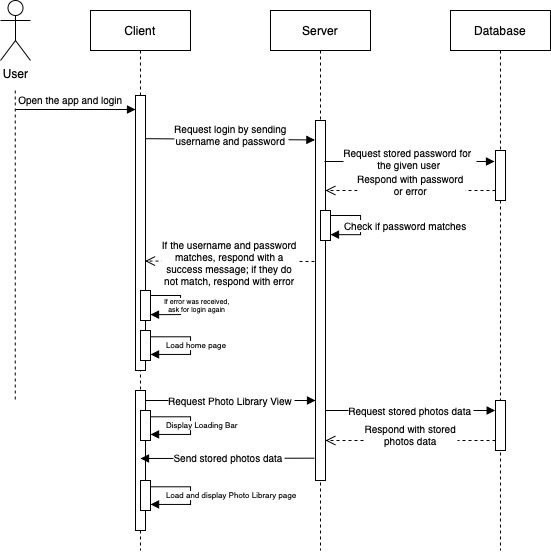 Client
Server
Database
User
Open the app and login
Request login by sending
username and password
Request stored password for
the given user
Respond with password
or error
Check if password matches
If the username and password
matches, respond with a
success message; if they do
not match, respond with error
If error was received,
ask for login again
Load home page
Request Photo Library View
Request stored photos data
Display Loading Bar
Respond with stored
photos data
Send stored photos data
Load and display Photo Library page